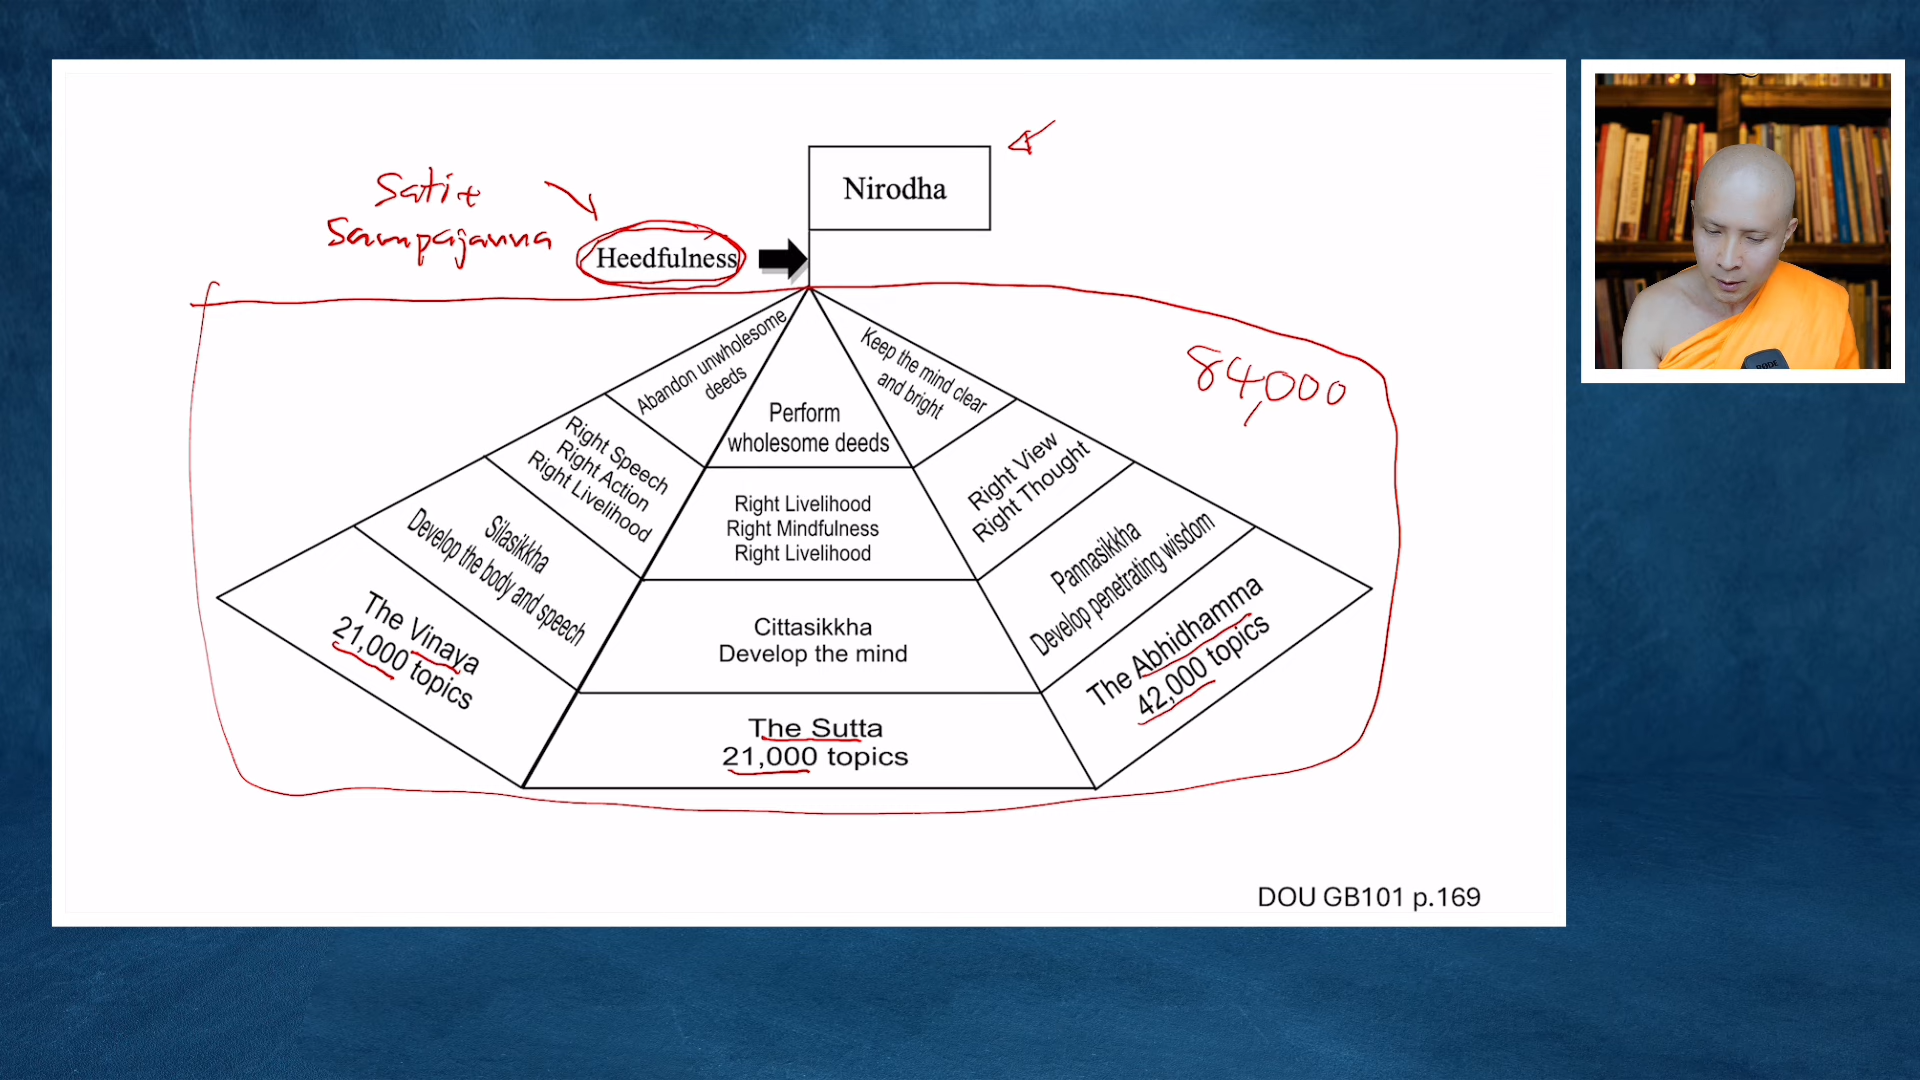 Nirodha
Sati +
Sampajanna
Heedfulness
84,000
Abandon unwholesome
deeds
Right Speech
Right Action
Right Livelihood
Silasikkha
Develop the body and speech
The Vinaya
21,000 topics
Perform
wholesome deeds
Right Livelihood
Right Mindfulness
Right Livelihood
Cittasikkha
Develop the mind
The Sutta
21,000 topics
Keep the mind clear
and bright
Right View
Right Thought
Pannasikkha
Develop penetrating wisdom
The Abhidhamma
42,000 topics
DOU GB101 p.169
RODE